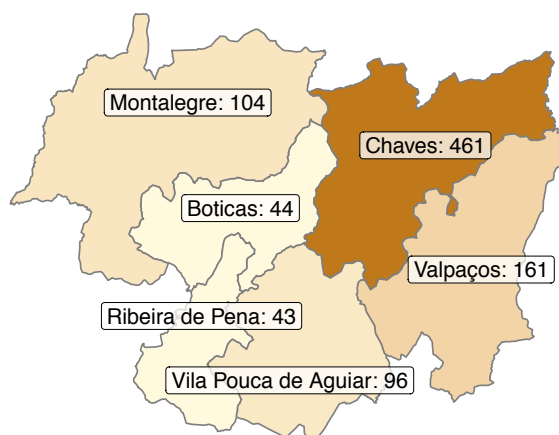 Montalegre: 104
Chaves: 461
Boticas: 44
Valpaços: 161
Ribeira de Pena: 43
Vila Pouca de Aguiar: 96